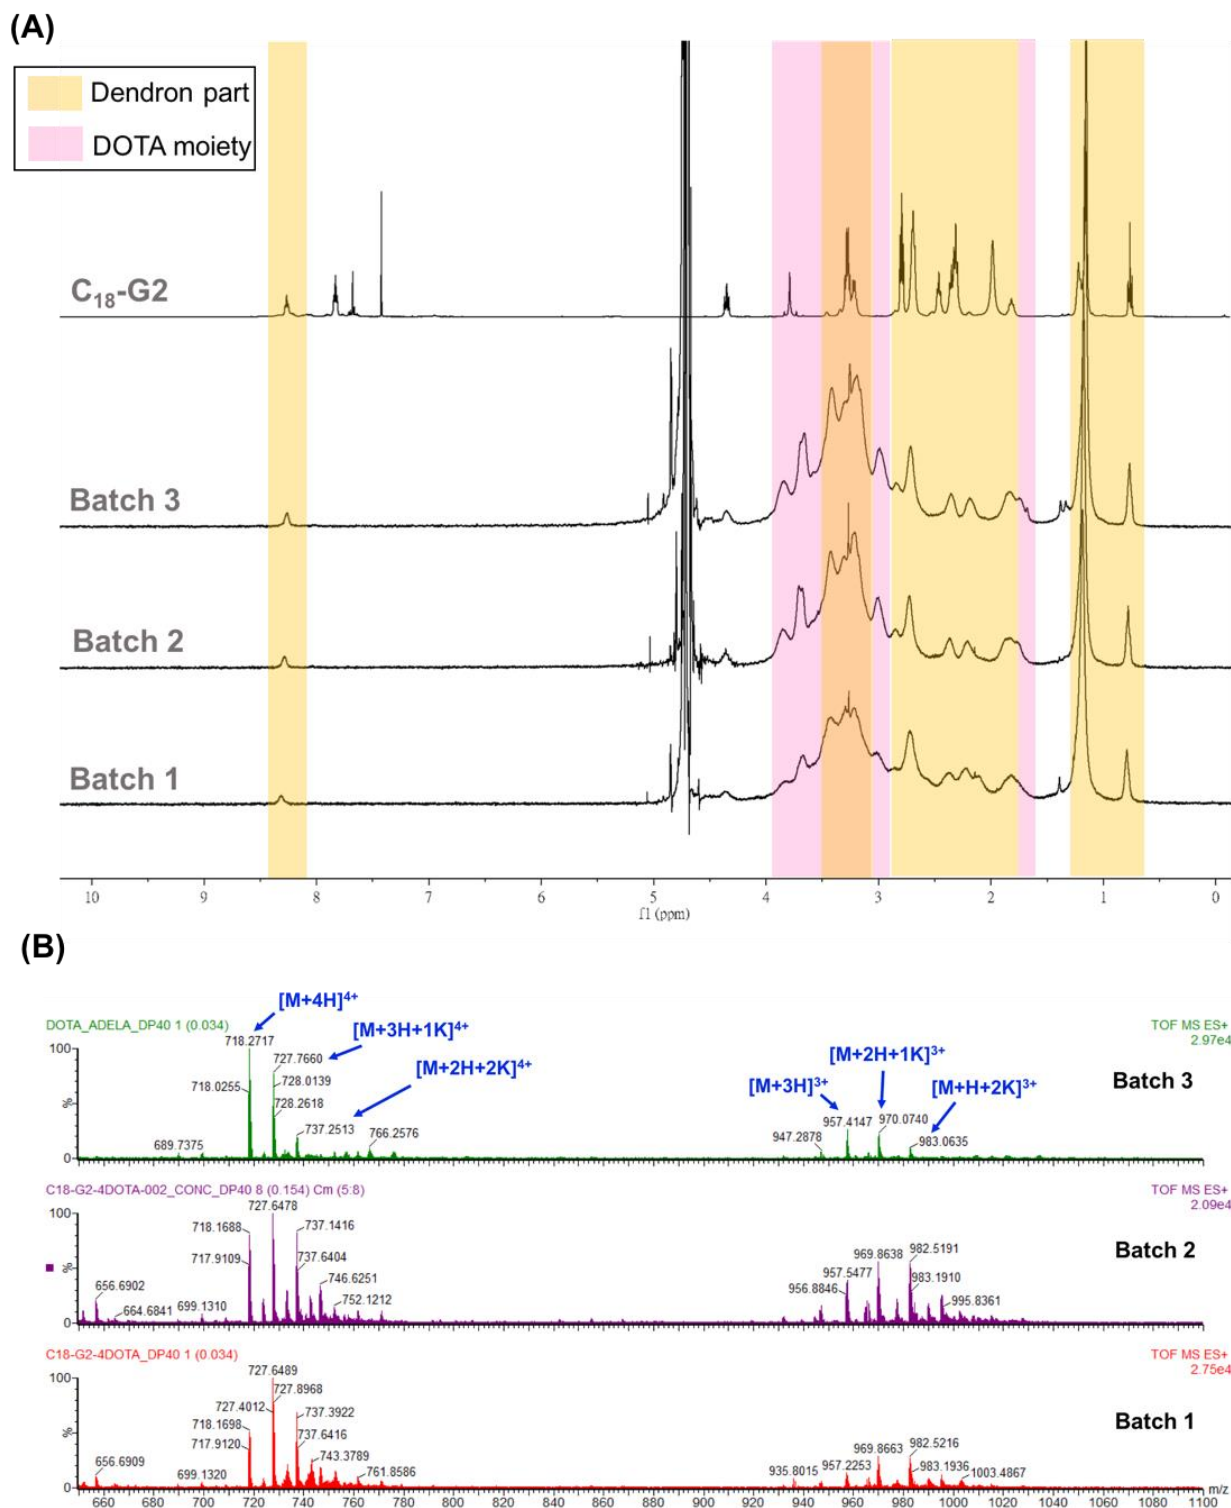 (A)
Dendron part
DOTA moiety
C₁₈-G2
Batch 3
Batch 2
Batch 1
10 9 8 7 6 5 4 3 2 1 0
f1 (ppm)
(B)
[M+4H]⁴⁺
[M+3H+1K]⁴⁺
[M+2H+2K]⁴⁺
[M+3H]³⁺
[M+2H+1K]³⁺
[M+H+2K]³⁺
DOTA_ADELA_DP40 1 (0.034)
TOF MS ES+
2.97e4
Batch 3
100
%
0
718.2717
718.0255
727.7660
728.0139
728.2618
689.7375
737.2513
766.2576
947.2878
957.4147
970.0740
983.0635
C18-G2-4DOTA-002_CONC_DP40 8 (0.154) Cm (5:8)
TOF MS ES+
2.09e4
Batch 2
100
%
0
727.6478
718.1688
717.9109
737.1416
737.6404
746.6251
752.1212
656.6902
664.6841
699.1310
956.8846
957.5477
969.8638
982.5191
983.1910
995.8361
C18-G2-4DOTA_DP40 1 (0.034)
TOF MS ES+
2.75e4
Batch 1
100
%
0
727.6489
727.8968
727.4012
718.1698
717.9120
737.3922
737.6416
743.3789
761.8586
656.6909
699.1320
935.8015
957.2253
969.8663
982.5216
983.1936
1003.4867
660 680 700 720 740 760 780 800 820 840 860 880 900 920 940 960 980 1000 1020 1040 1060 1080 1100
m/z